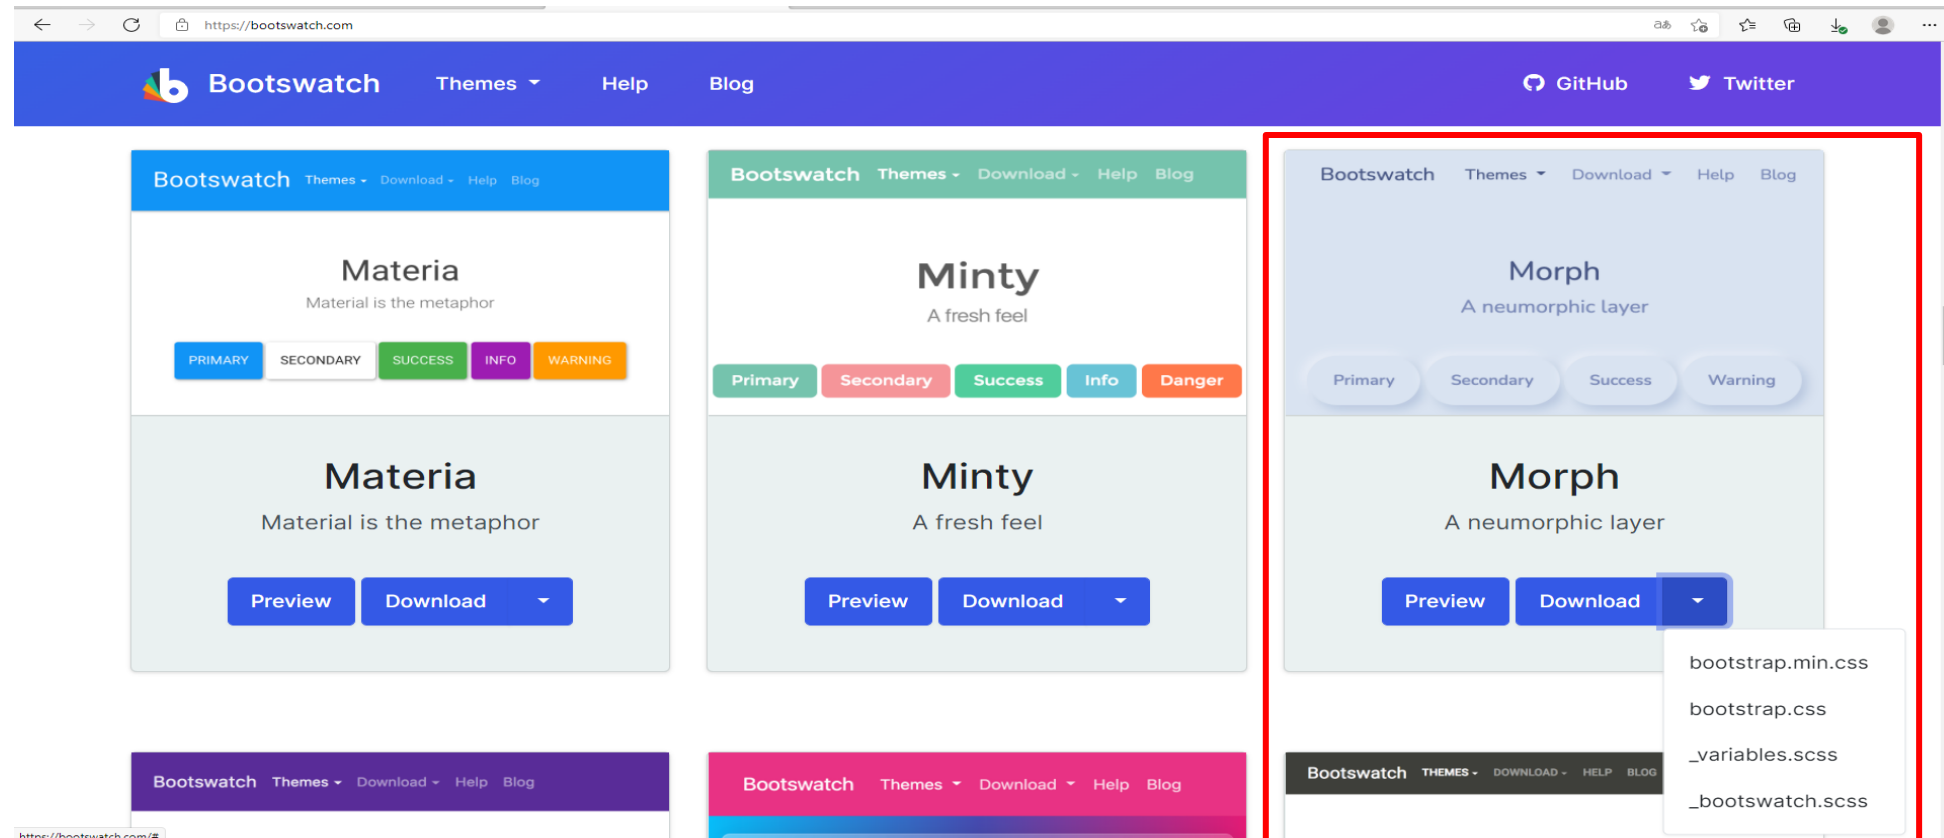 https://bootswatch.com
Bootswatch Themes Help Blog GitHub Twitter
Bootswatch Themes Download Help Blog
Materia
Material is the metaphor
PRIMARY SECONDARY SUCCESS INFO WARNING
Materia
Material is the metaphor
Preview Download
Bootswatch Themes Download Help Blog
Minty
A fresh feel
Primary Secondary Success Info Danger
Minty
A fresh feel
Preview Download
Bootswatch Themes Download Help Blog
Morph
A neumorphic layer
Primary Secondary Success Warning
Morph
A neumorphic layer
Preview Download
bootstrap.min.css
bootstrap.css
_variables.scss
_bootswatch.scss
Bootswatch Themes Download Help Blog
Bootswatch Themes Download Help Blog
Bootswatch THEMES DOWNLOAD HELP BLOG
https://bootswatch.com/#